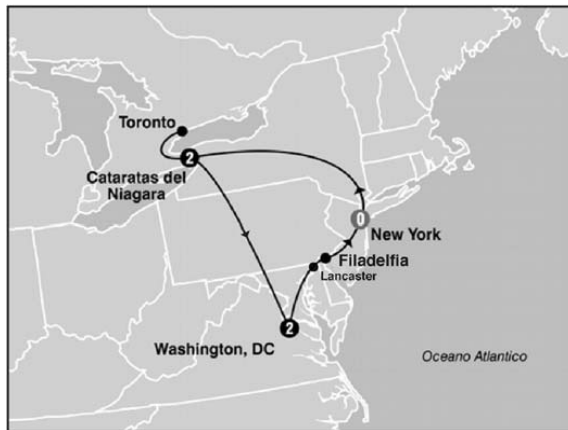 Toronto
2
Cataratas del
Niagara
0
New York
Filadelfia
Lancaster
2
Washington, DC
Oceano Atlantico